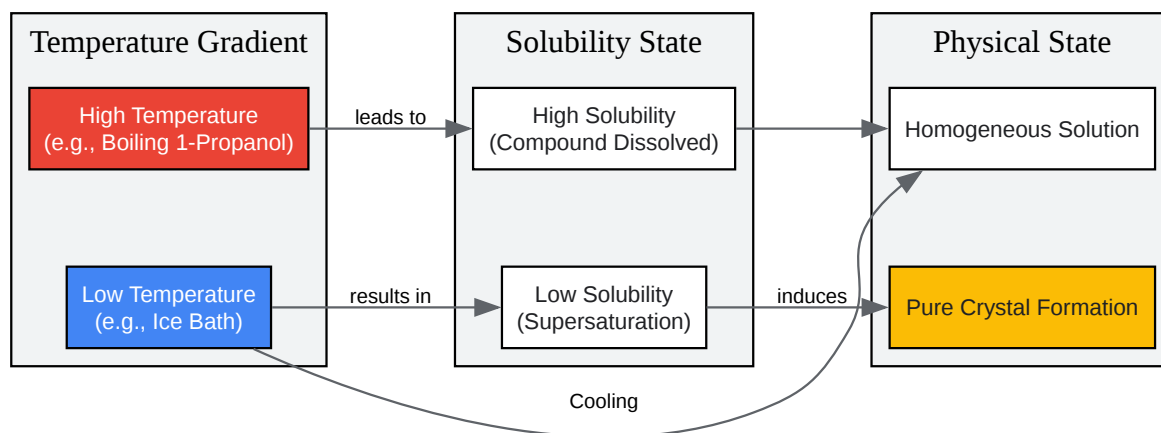 Temperature Gradient
Solubility State
Physical State
High Temperature
(e.g., Boiling 1-Propanol)
leads to
High Solubility
(Compound Dissolved)
Homogeneous Solution
Low Temperature
(e.g., Ice Bath)
results in
Low Solubility
(Supersaturation)
induces
Pure Crystal Formation
Cooling